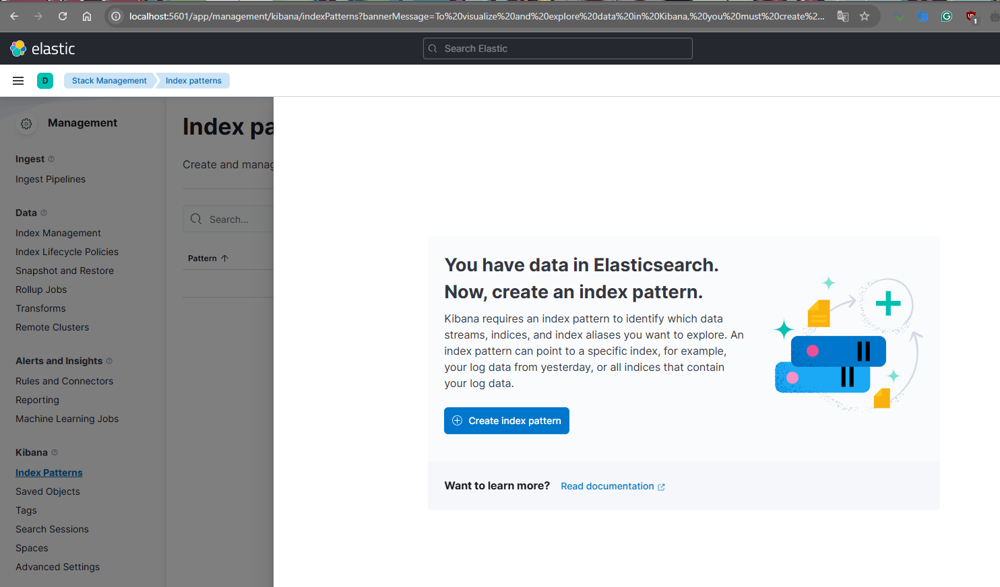 localhost:5601/app/management/kibana/indexPatterns?bannerMessage=To%20visualize%20and%20explore%20data%20in%20Kibana,%20you%20must%20create%2...
1
elastic
Search Elastic
D
Stack Management
Index patterns
Management
Ingest
Ingest Pipelines
Data
Index Management
Index Lifecycle Policies
Snapshot and Restore
Rollup Jobs
Transforms
Remote Clusters
Alerts and Insights
Rules and Connectors
Reporting
Machine Learning Jobs
Kibana
Index Patterns
Saved Objects
Tags
Search Sessions
Spaces
Advanced Settings
Index pa
Create and manag
Search...
Pattern
You have data in Elasticsearch.
Now, create an index pattern.
Kibana requires an index pattern to identify which data
streams, indices, and index aliases you want to explore. An
index pattern can point to a specific index, for example,
your log data from yesterday, or all indices that contain
your log data.
Create index pattern
Want to learn more? Read documentation